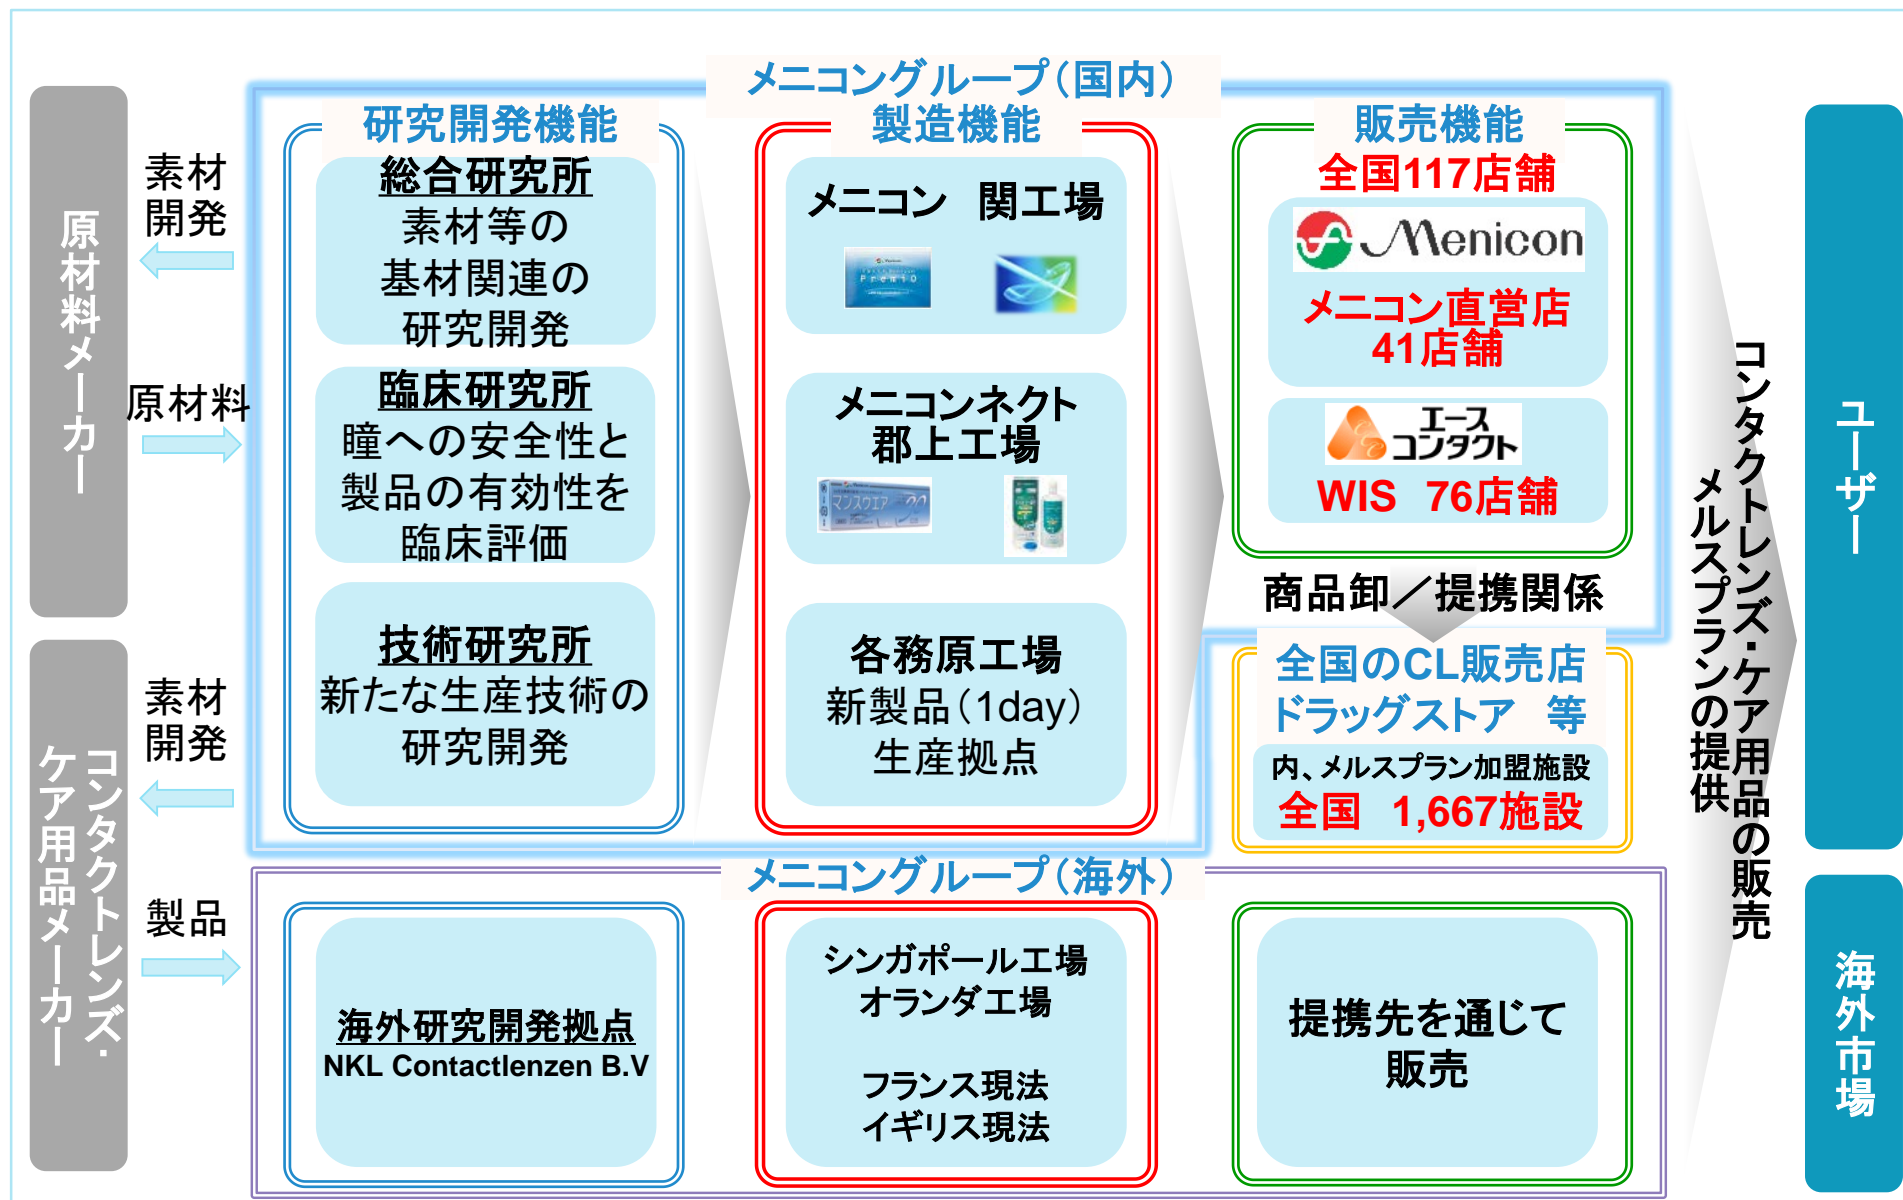 メニコングループ（国内）
原材料メーカー
素材
開発
原材料
コンタクトレンズ・
ケア用品メーカー
素材
開発
製品
研究開発機能
総合研究所
素材等の
基材関連の
研究開発
臨床研究所
瞳への安全性と
製品の有効性を
臨床評価
技術研究所
新たな生産技術の
研究開発
製造機能
メニコン　関工場
Menicon
PremiO
メニコンネクト
郡上工場
マンスウエア
各務原工場
新製品（1day）
生産拠点
販売機能
全国117店舗
Menicon
メニコン直営店
41店舗
エース
コンタクト
WIS　76店舗
商品卸／提携関係
全国のCL販売店
ドラッグストア　等
内、メルスプラン加盟施設
全国　1,667施設
メニコングループ（海外）
海外研究開発拠点
NKL Contactlenzen B.V
シンガポール工場
オランダ工場
フランス現法
イギリス現法
提携先を通じて
販売
コンタクトレンズ・ケア用品の販売
メルスプランの提供
ユーザー
海外市場